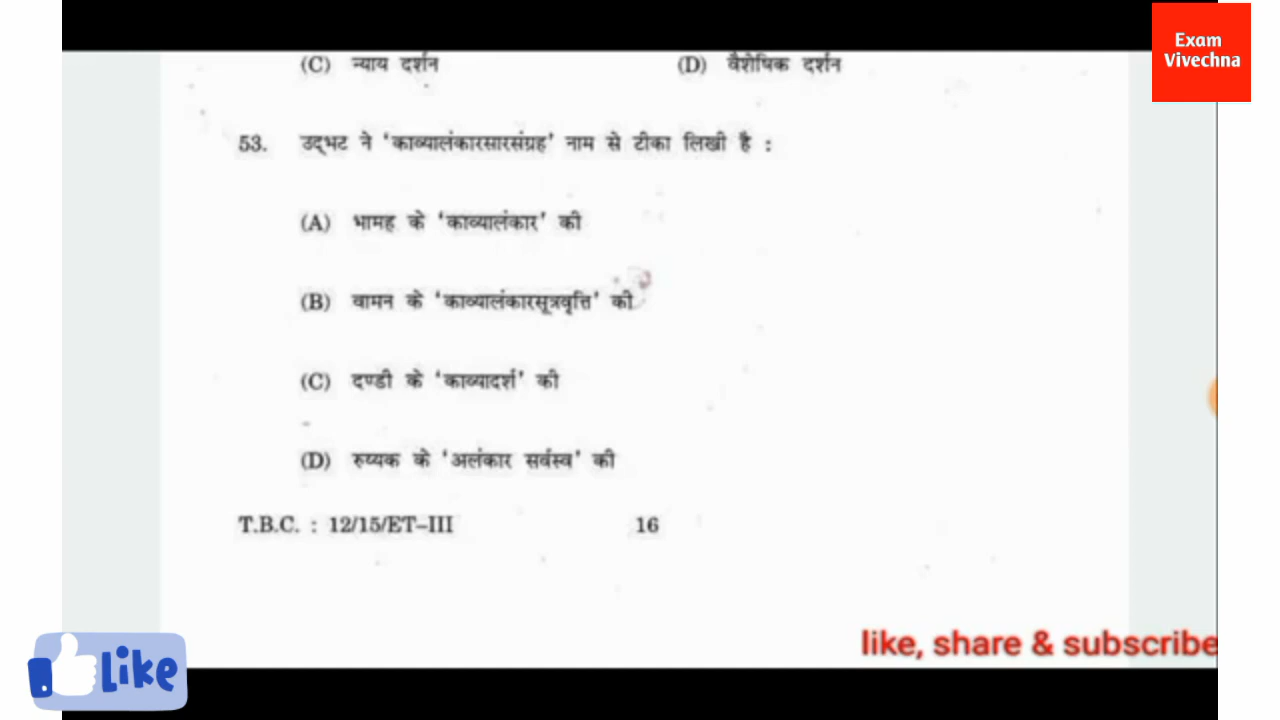 Exam
Vivechna
(C) न्याय दर्शन (D) वैशेषिक दर्शन
53. उद्भट ने ‘काव्यालंकारसारसंग्रह’ नाम से टीका लिखी है :
(A) भामह के ‘काव्यालंकार’ की
(B) वामन के ‘काव्यालंकारसूत्रवृत्ति’ की
(C) दण्डी के ‘काव्यादर्श’ की
(D) रुय्यक के ‘अलंकार सर्वस्व’ की
T.B.C. : 12/15/ET–III 16
like, share & subscribe
Like